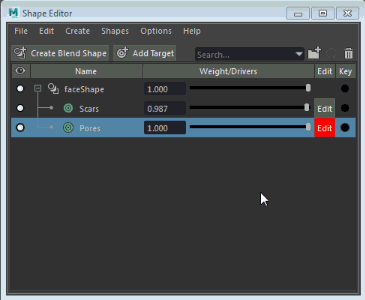 Shape Editor
File Edit Create Shapes Options Help
Create Blend Shape Add Target Search...
Name Weight/Drivers Edit Key
faceShape 1.000
Scars 0.987 Edit
Pores 1.000 Edit